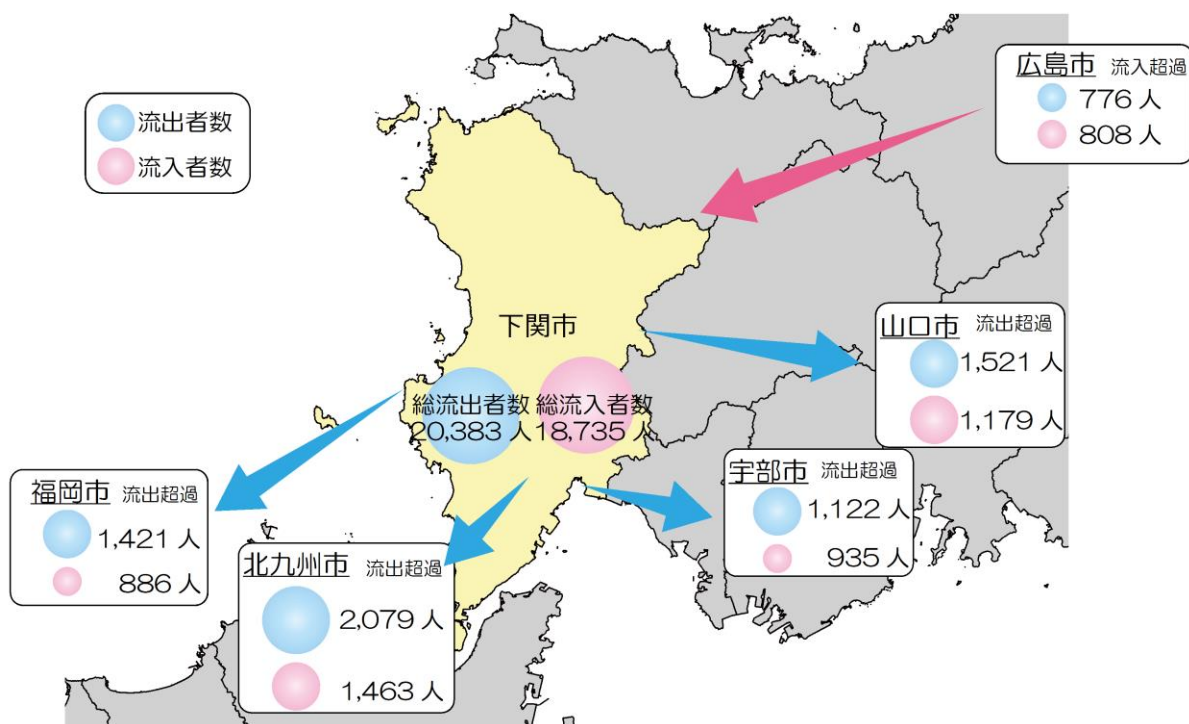 流出者数
流入者数
広島市 流入超過
776 人
808 人
下関市
総流出者数
20,383 人
総流入者数
18,735 人
山口市 流出超過
1,521 人
1,179 人
福岡市 流出超過
1,421 人
886 人
北九州市 流出超過
2,079 人
1,463 人
宇部市 流出超過
1,122 人
935 人